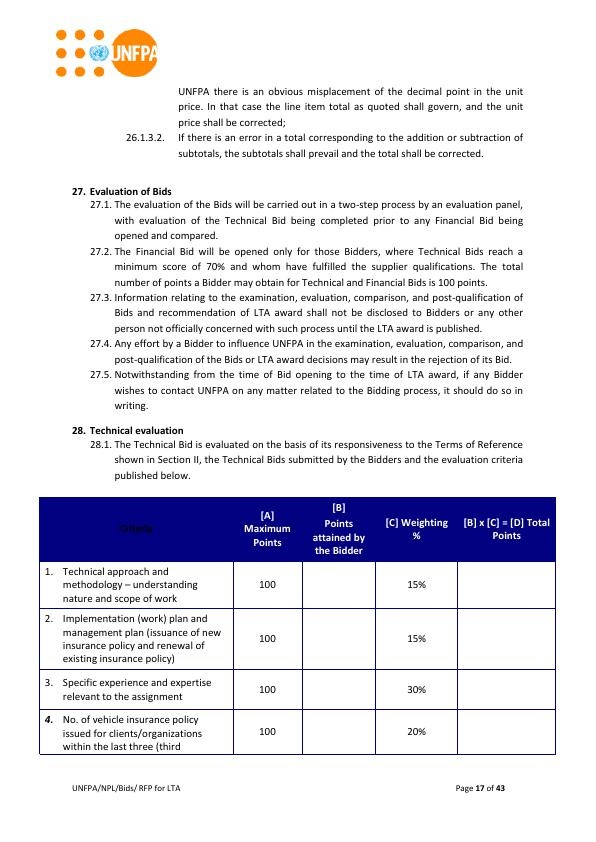 UNFPA
UNFPA there is an obvious misplacement of the decimal point in the unit
price. In that case the line item total as quoted shall govern, and the unit
price shall be corrected;
26.1.3.2. If there is an error in a total corresponding to the addition or subtraction of
subtotals, the subtotals shall prevail and the total shall be corrected.
27. Evaluation of Bids
27.1. The evaluation of the Bids will be carried out in a two-step process by an evaluation panel,
with evaluation of the Technical Bid being completed prior to any Financial Bid being
opened and compared.
27.2. The Financial Bid will be opened only for those Bidders, where Technical Bids reach a
minimum score of 70% and whom have fulfilled the supplier qualifications. The total
number of points a Bidder may obtain for Technical and Financial Bids is 100 points.
27.3. Information relating to the examination, evaluation, comparison, and post-qualification of
Bids and recommendation of LTA award shall not be disclosed to Bidders or any other
person not officially concerned with such process until the LTA award is published.
27.4. Any effort by a Bidder to influence UNFPA in the examination, evaluation, comparison, and
post-qualification of the Bids or LTA award decisions may result in the rejection of its Bid.
27.5. Notwithstanding from the time of Bid opening to the time of LTA award, if any Bidder
wishes to contact UNFPA on any matter related to the Bidding process, it should do so in
writing.
28. Technical evaluation
28.1. The Technical Bid is evaluated on the basis of its responsiveness to the Terms of Reference
shown in Section II, the Technical Bids submitted by the Bidders and the evaluation criteria
published below.
Criteria
[A]
Maximum
Points
[B]
Points
attained by
the Bidder
[C] Weighting
%
[B] x [C] = [D] Total
Points
1. Technical approach and
methodology – understanding
nature and scope of work
100
15%
2. Implementation (work) plan and
management plan (issuance of new
insurance policy and renewal of
existing insurance policy)
100
15%
3. Specific experience and expertise
relevant to the assignment
100
30%
4. No. of vehicle insurance policy
issued for clients/organizations
within the last three (third
100
20%
UNFPA/NPL/Bids/ RFP for LTA
Page 17 of 43